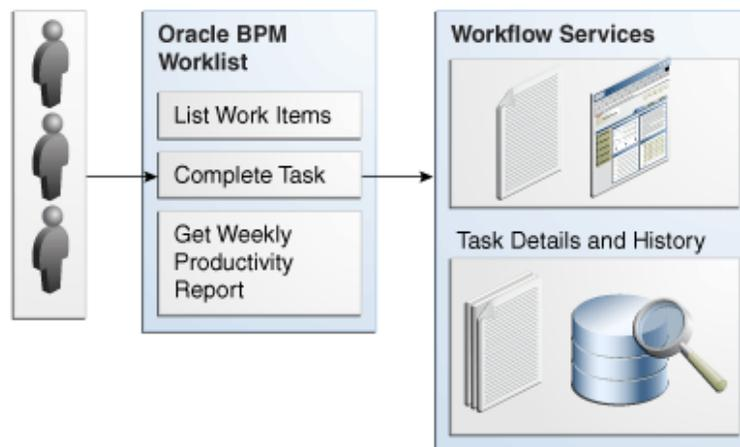 Oracle BPM
Worklist
List Work Items
Complete Task
Get Weekly
Productivity
Report
Workflow Services
Task Details and History